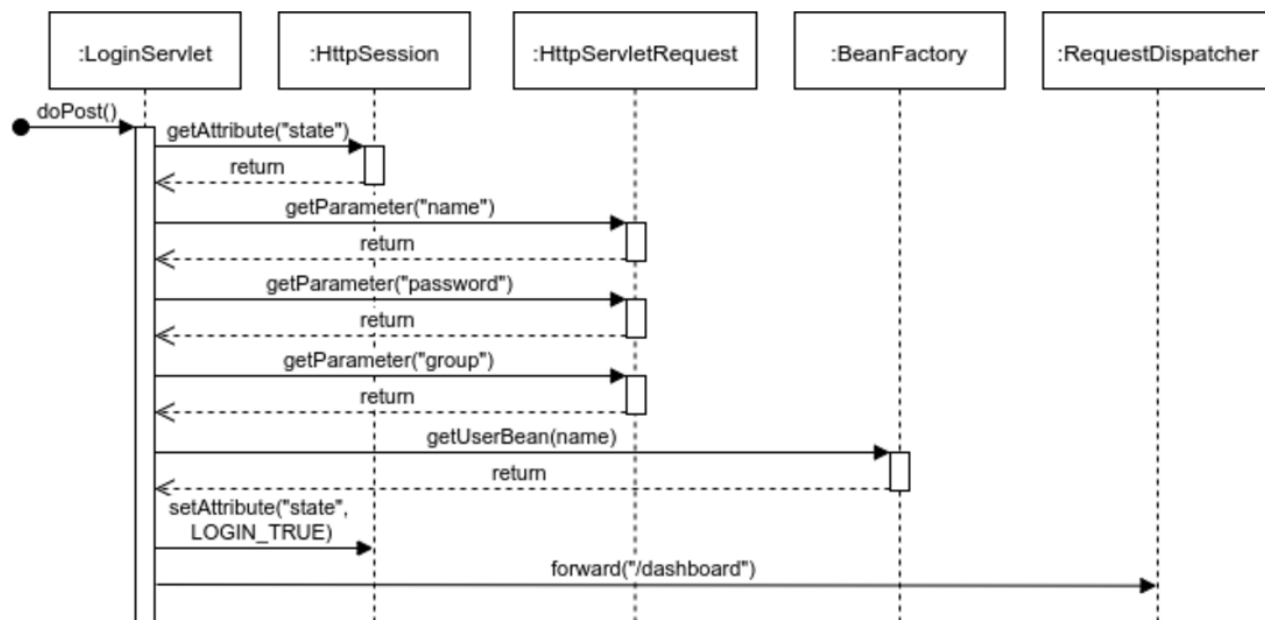 :LoginServlet
:HttpSession
:HttpServletRequest
:BeanFactory
:RequestDispatcher
doPost()
getAttribute("state")
return
getParameter("name")
return
getParameter("password")
return
getParameter("group")
return
getUserBean(name)
return
setAttribute("state",
LOGIN_TRUE)
forward("/dashboard")